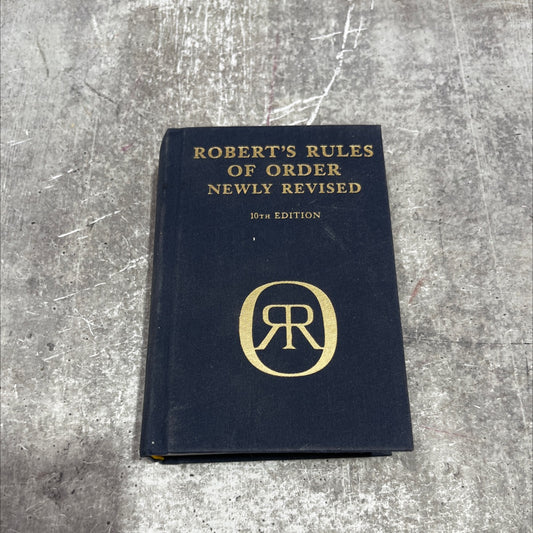 ROBERT'S RULES
OF ORDER
NEWLY REVISED
10TH EDITION
RR